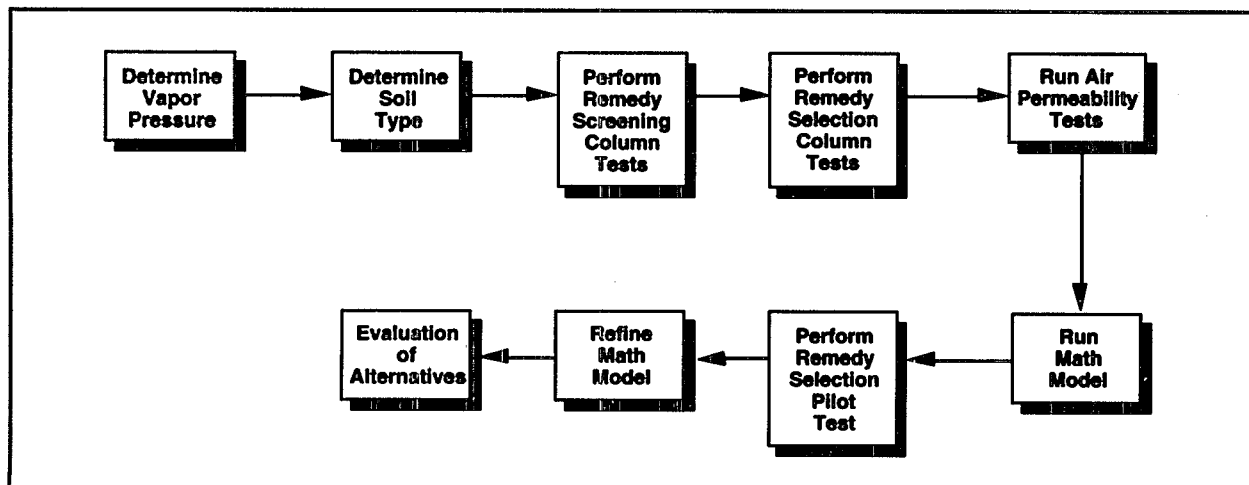 Determine
Vapor
Pressure
Determine
Soil
Type
Perform
Remedy
Screening
Column
Tests
Perform
Remedy
Selection
Column
Tests
Run Air
Permeability
Tests
Run
Math
Model
Perform
Remedy
Selection
Pilot
Test
Refine
Math
Model
Evaluation
of
Alternatives